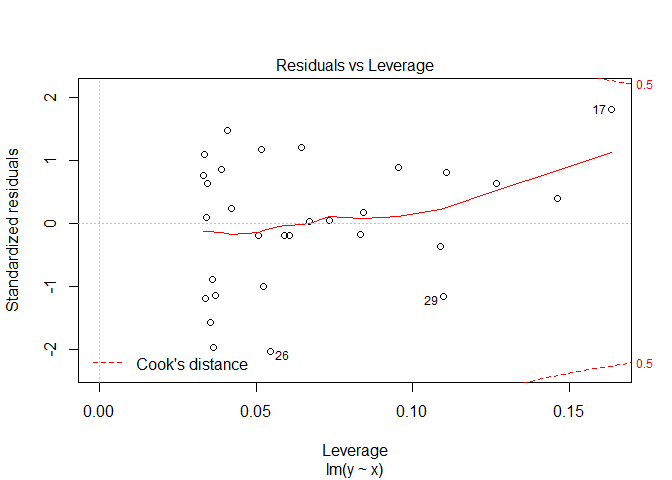 Residuals vs Leverage
Standardized residuals
2
1
0
-1
-2
0.5
0.5
17
29
26
Cook's distance
0.00
0.05
0.10
0.15
Leverage
lm(y ~ x)